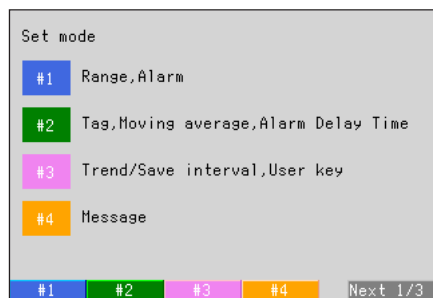 Set mode
#1 Range,Alarm
#2 Tag,Moving average,Alarm Delay Time
#3 Trend/Save interval,User key
#4 Message
#1 #2 #3 #4 Next 1/3